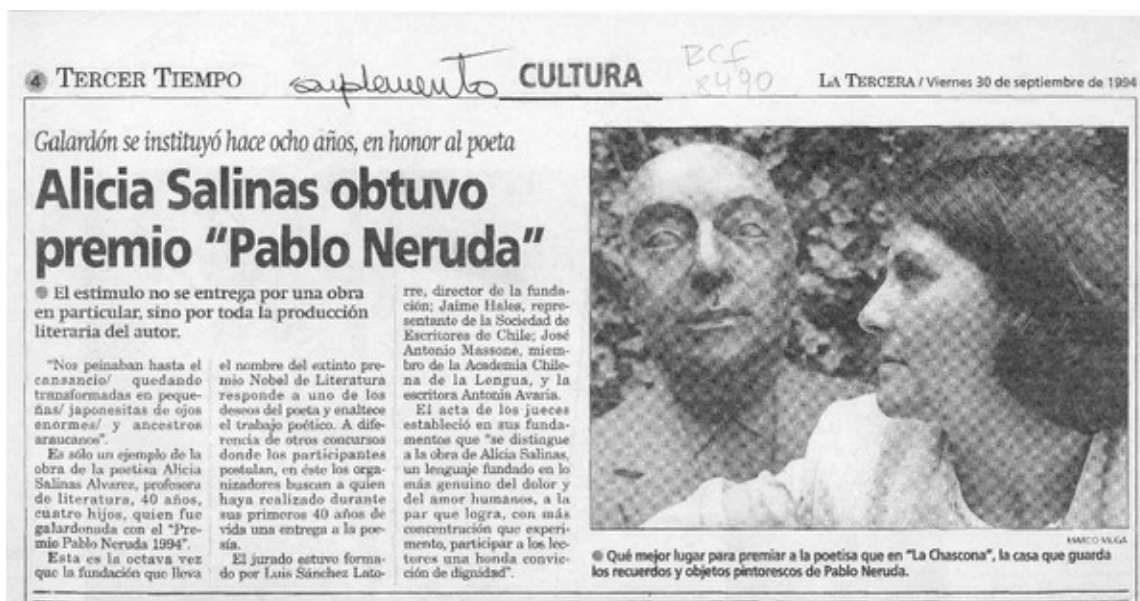 4 TERCER TIEMPO
suplemento
CULTURA
RCF
8490
LA TERCERA / Viernes 30 de septiembre de 1994
Galardón se instituyó hace ocho años, en honor al poeta
Alicia Salinas obtuvo
premio “Pablo Neruda”
El estímulo no se entrega por una obra
en particular, sino por toda la producción
literaria del autor.
“Nos peinaban hasta el
cansancio/ quedando
transformadas en peque-
ñas/ japonesitas de ojos
enormes/ y ancestros
araucanos”.
Es sólo un ejemplo de la
obra de la poetisa Alicia
Salinas Alvarez, profesora
de literatura, 40 años,
cuatro hijos, quien fue
galardonada con el “Pre-
mio Pablo Neruda 1994”.
Esta es la octava vez
que la fundación que lleva
el nombre del extinto pre-
mio Nobel de Literatura
responde a uno de los
deseos del poeta y enaltece
el trabajo poético. A dife-
rencia de otros concursos
donde los participantes
postulan, en éste los orga-
nizadores buscan a quien
haya realizado durante
sus primeros 40 años de
vida una entrega a la poe-
sía.
El jurado estuvo forma-
do por Luis Sánchez Lato-
rre, director de la funda-
ción; Jaime Hales, repre-
sentante de la Sociedad de
Escritores de Chile; José
Antonio Massone, miem-
bro de la Academia Chile-
na de la Lengua, y la
escritora Antonia Avaria.
El acta de los jueces
estableció en sus funda-
mentos que “se distingue
a la obra de Alicia Salinas,
un lenguaje fundado en lo
más genuino del dolor y
del amor humanos, a la
par que logra, con más
concentración que experi-
mento, participar a los lec-
tores una honda convic-
ción de dignidad”.
MARCO MUGA
Qué mejor lugar para premiar a la poetisa que en “La Chascona”, la casa que guarda
los recuerdos y objetos pintorescos de Pablo Neruda.